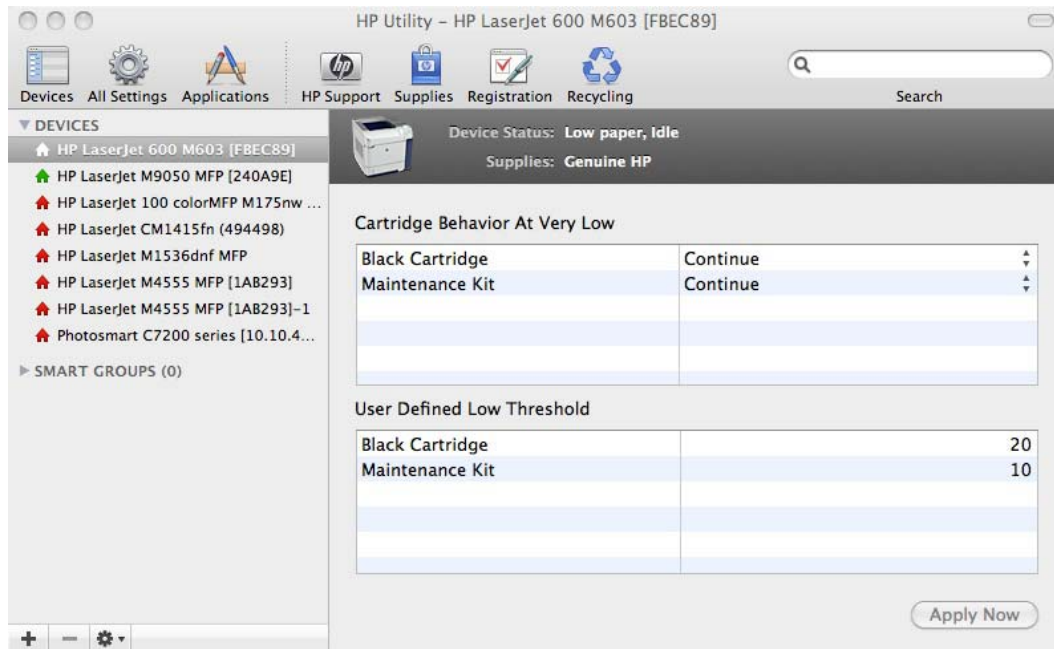 HP Utility – HP LaserJet 600 M603 [FBEC89]
Devices All Settings Applications HP Support Supplies Registration Recycling Search
hp
DEVICES
HP LaserJet 600 M603 [FBEC89]
HP LaserJet M9050 MFP [240A9E]
HP LaserJet 100 colorMFP M175nw ...
HP LaserJet CM1415fn (494498)
HP LaserJet M1536dnf MFP
HP LaserJet M4555 MFP [1AB293]
HP LaserJet M4555 MFP [1AB293]-1
Photosmart C7200 series [10.10.4...
SMART GROUPS (0)
Device Status: Low paper, Idle
Supplies: Genuine HP
Cartridge Behavior At Very Low
Black Cartridge Continue
Maintenance Kit Continue
User Defined Low Threshold
Black Cartridge 20
Maintenance Kit 10
Apply Now